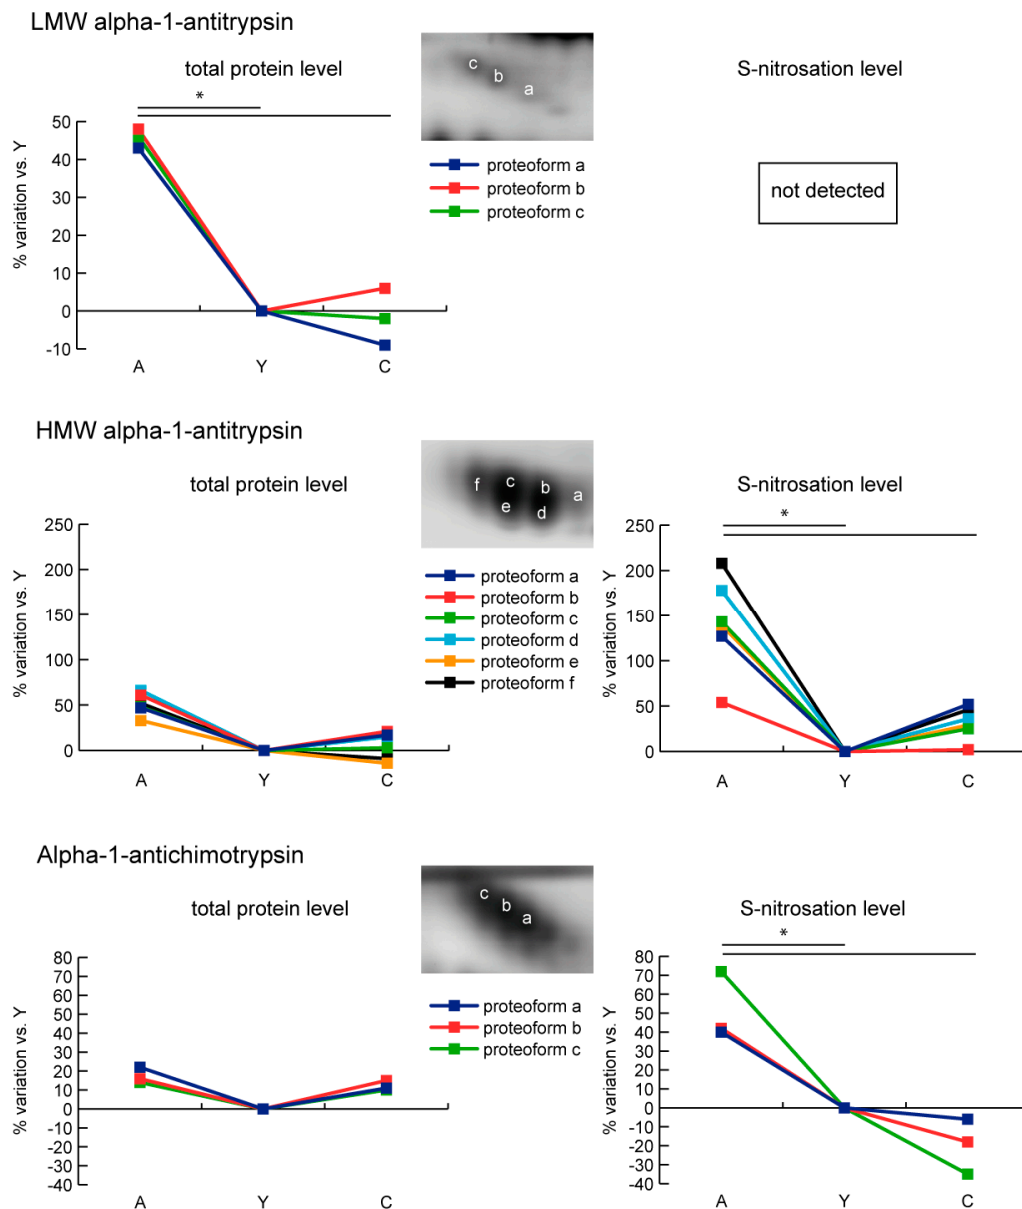 LMW alpha-1-antitrypsin
total protein level
S-nitrosation level
c
b
a
*
% variation vs. Y
50
40
30
20
10
0
-10
A
Y
C
proteoform a
proteoform b
proteoform c
not detected
HMW alpha-1-antitrypsin
total protein level
S-nitrosation level
f
c
b
a
e
d
% variation vs. Y
250
200
150
100
50
0
A
Y
C
proteoform a
proteoform b
proteoform c
proteoform d
proteoform e
proteoform f
*
% variation vs. Y
250
200
150
100
50
0
A
Y
C
Alpha-1-antichimotrypsin
total protein level
S-nitrosation level
c
b
a
% variation vs. Y
80
70
60
50
40
30
20
10
0
-10
-20
-30
-40
A
Y
C
proteoform a
proteoform b
proteoform c
*
% variation vs. Y
80
70
60
50
40
30
20
10
0
-10
-20
-30
-40
A
Y
C